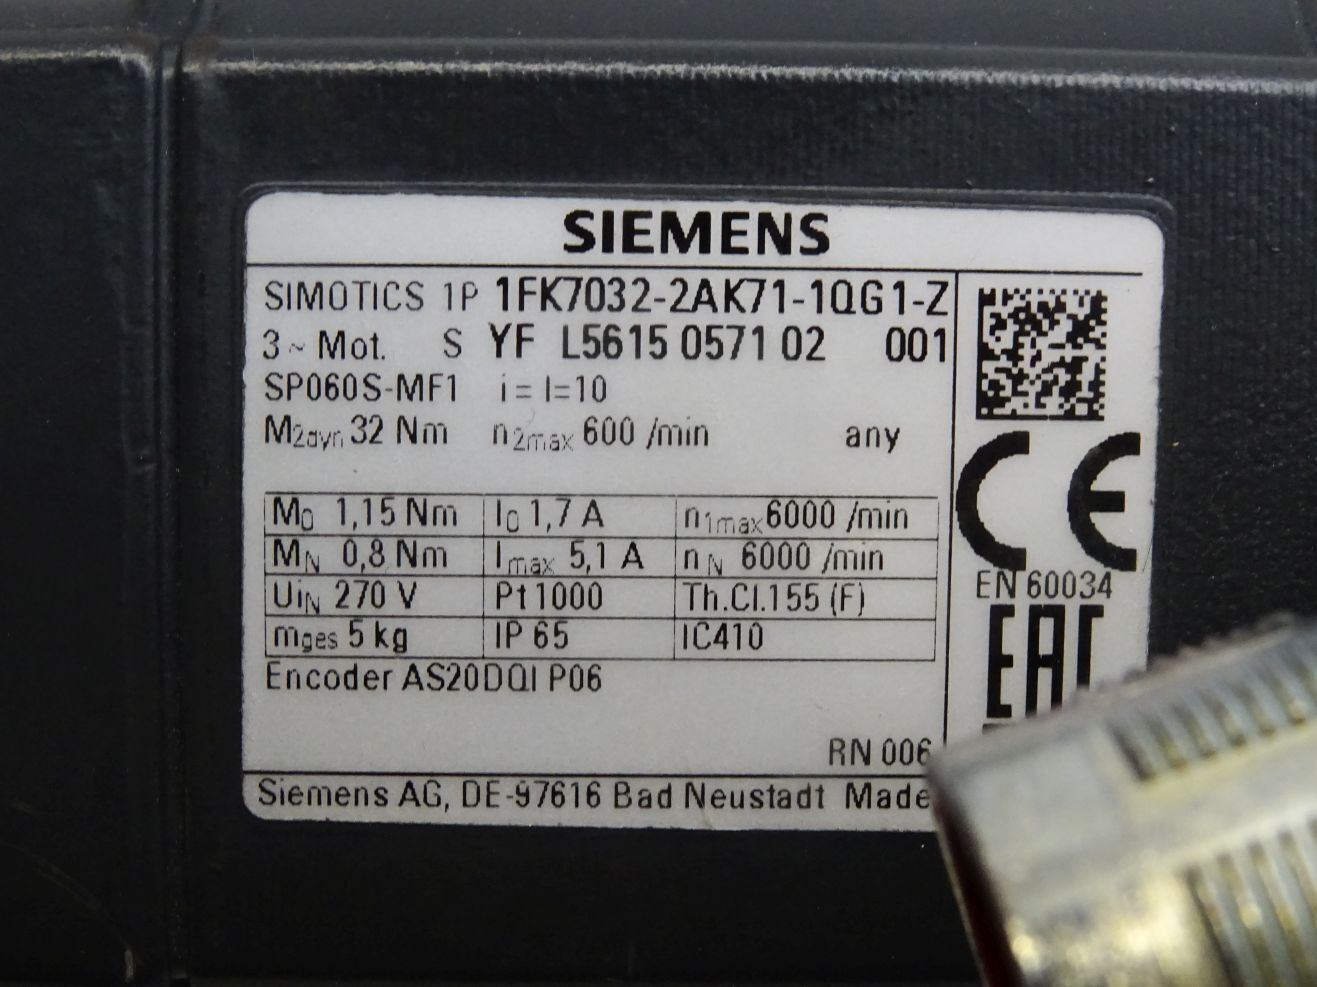 SIEMENS
SIMOTICS 1P 1FK7032-2AK71-1QG1-Z
3 ~ Mot. S YF L5615 0571 02 001
SP060S-MF1 i= I=10
M2dyn 32 Nm n2max 600 /min any
M0 1,15 Nm I0 1,7 A n1max 6000 /min
MN 0,8 Nm Imax 5,1 A nN 6000 /min
UiN 270 V Pt1000 Th.Cl.155 (F)
mges 5 kg IP 65 IC410
Encoder AS20DQI P06
RN 006
Siemens AG, DE-97616 Bad Neustadt Made
CE
EN 60034
EAC